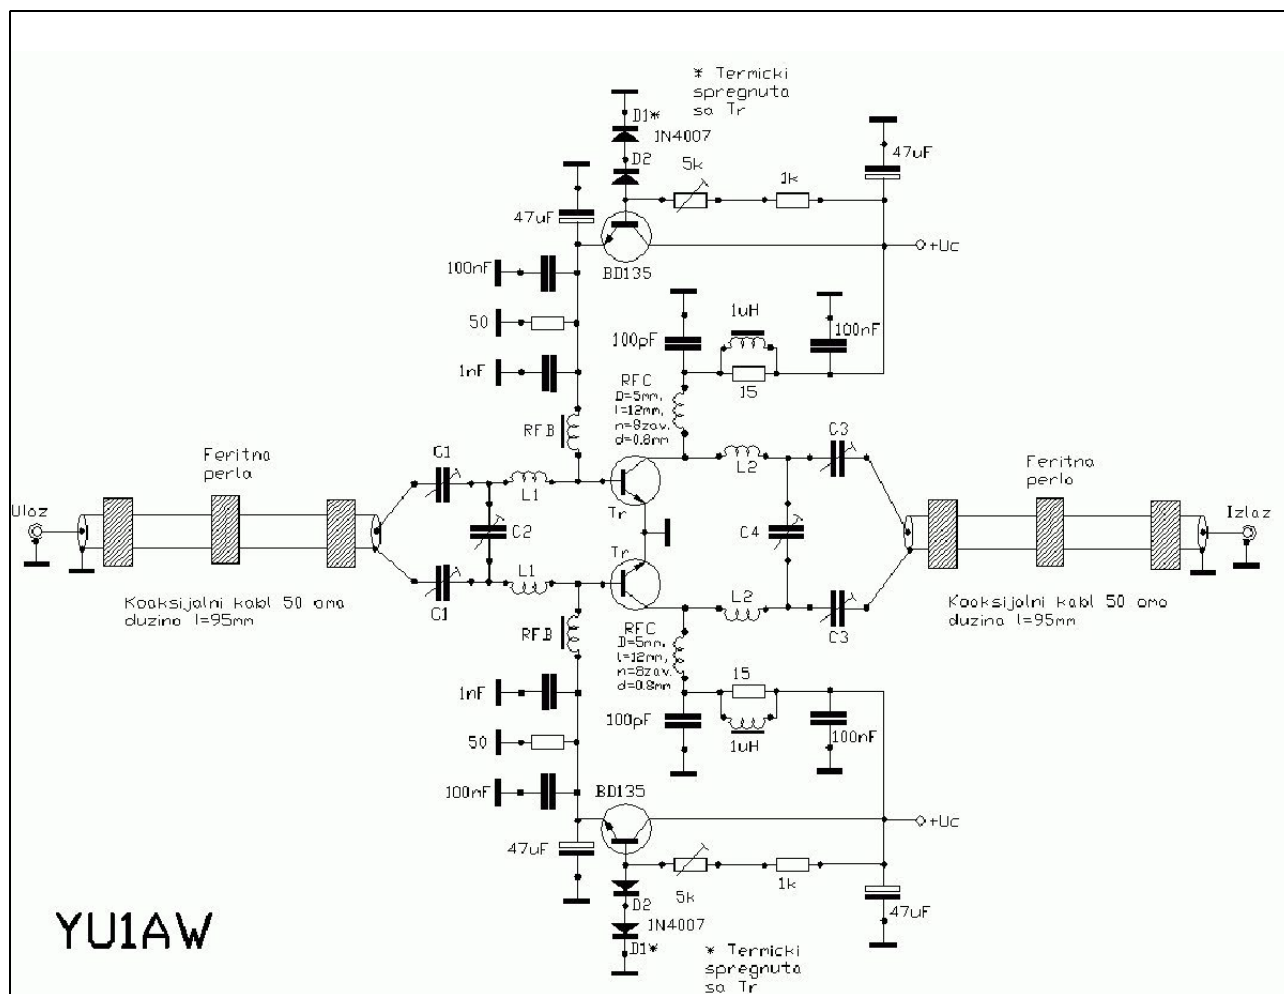 * Termicki
spregnuta
sa Tr
D1*
1N4007
D2
5k
1k
47uF
47uF
BD135
+Uc
100nF
50
1nF
100pF
1uH
15
100nF
RFC
D=5mm,
l=12mm,
n=8zav.
d=0.8mm
RFB
C1
L1
Tr
L2
C3
Feritna
perla
Feritna
perla
Ulaz
C2
C4
Izlaz
Tr
L1
C1
L2
C3
Koaksijalni kabl 50 oma
duzina l=95mm
Koaksijalni kabl 50 oma
duzina l=95mm
RFB
RFC
D=5mm,
l=12mm,
n=8zav.
d=0.8mm
15
1nF
100pF
1uH
100nF
50
100nF
BD135
+Uc
47uF
5k
1k
D2
1N4007
D1*
47uF
* Termicki
spregnuta
sa Tr
YU1AW